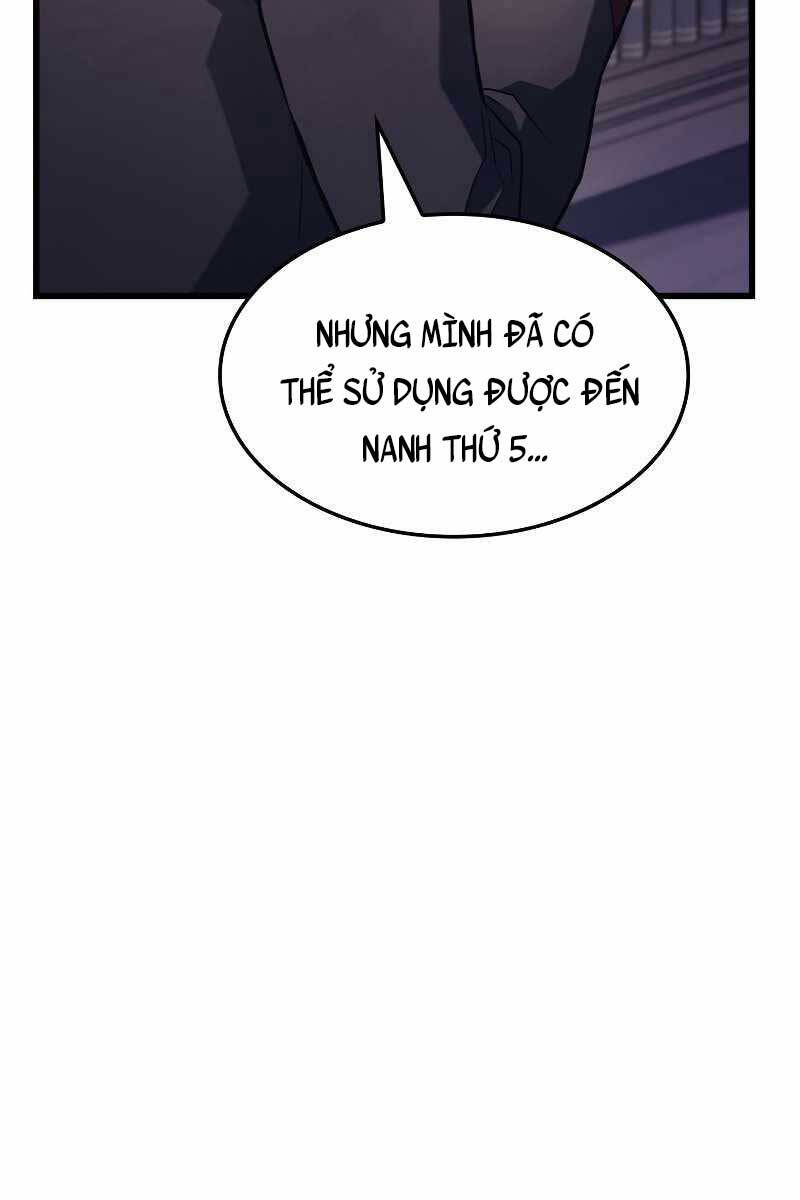 NHƯNG MÌNH ĐÃ CÓ
THỂ SỬ DỤNG ĐƯỢC ĐẾN
NANH THỨ 5...